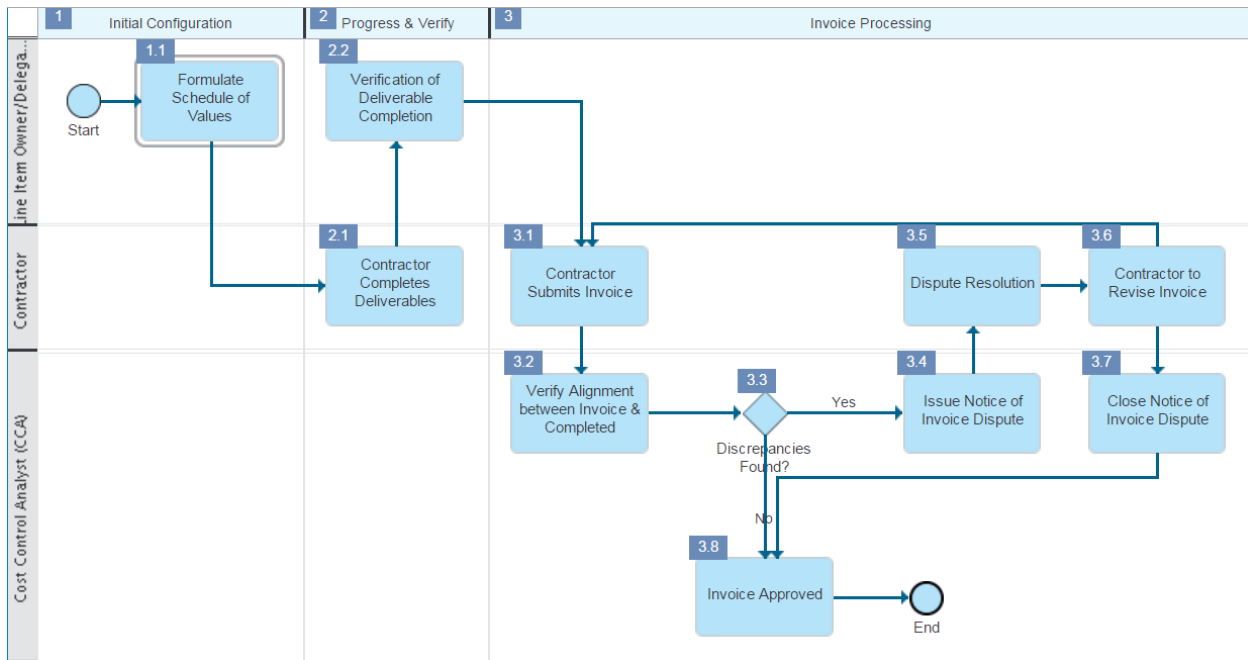 1 Initial Configuration
2 Progress & Verify
3 Invoice Processing
Line Item Owner/Delega...
Start
1.1
Formulate
Schedule of
Values
2.2
Verification of
Deliverable
Completion
Contractor
2.1
Contractor
Completes
Deliverables
3.1
Contractor
Submits Invoice
3.5
Dispute Resolution
3.6
Contractor to
Revise Invoice
Cost Control Analyst (CCA)
3.2
Verify Alignment
between Invoice &
Completed
3.3
Discrepancies
Found?
Yes
No
3.4
Issue Notice of
Invoice Dispute
3.7
Close Notice of
Invoice Dispute
3.8
Invoice Approved
End